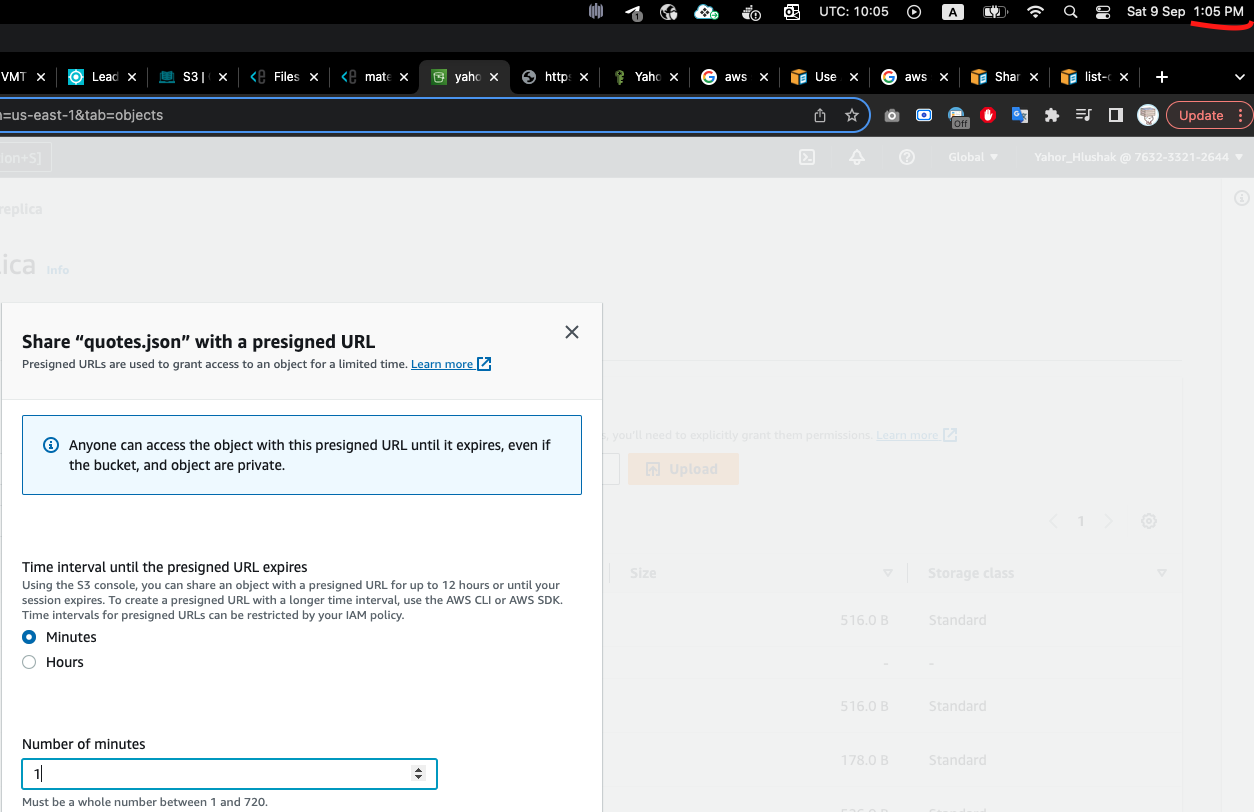 UTC: 10:05 A Sat 9 Sep 1:05 PM
VMT Lead S3 | Files mate yaho http: Yaho aws Use aws Shar list-c
n=us-east-1&tab=objects Off Update
ion+S] Global Yahor_Hlushak @ 7632-3321-2644
replica
lica Info
Share “quotes.json” with a presigned URL
Presigned URLs are used to grant access to an object for a limited time. Learn more
Anyone can access the object with this presigned URL until it expires, even if
the bucket, and object are private.
s, you'll need to explicitly grant them permissions. Learn more
Upload
1
Time interval until the presigned URL expires
Using the S3 console, you can share an object with a presigned URL for up to 12 hours or until your
session expires. To create a presigned URL with a longer time interval, use the AWS CLI or AWS SDK.
Time intervals for presigned URLs can be restricted by your IAM policy.
Minutes
Hours
Size Storage class
516.0 B Standard
- -
516.0 B Standard
178.0 B Standard
Number of minutes
1
Must be a whole number between 1 and 720.